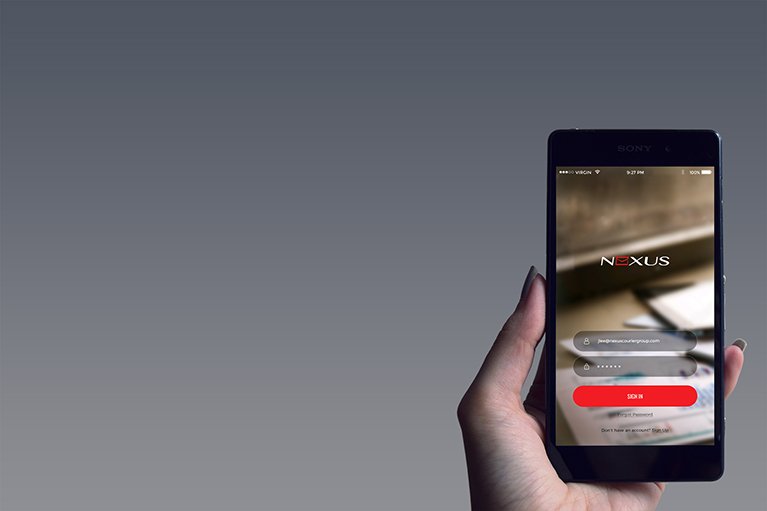 SONY
VIRGIN 9:27 PM 100%
NEXUS
jlee@nexuscouriergroup.com
SIGN IN
Forgot Password
Don't have an account? Sign Up